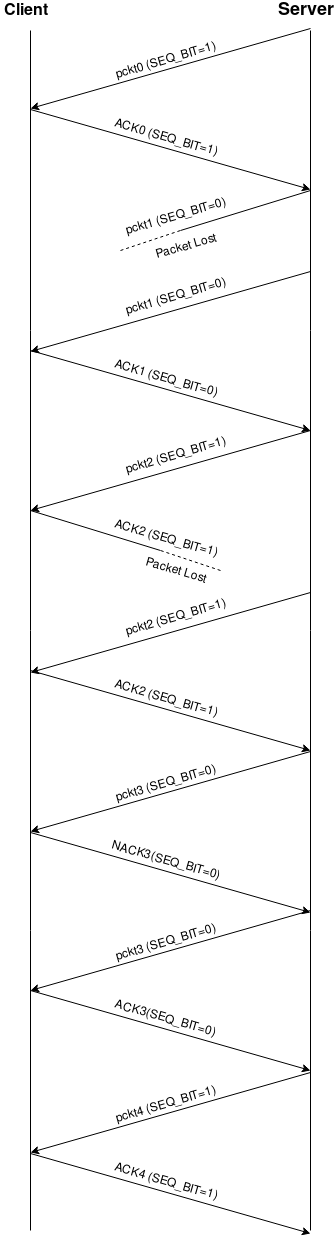 Client
Server
pckt0 (SEQ_BIT=1)
ACK0 (SEQ_BIT=1)
pckt1 (SEQ_BIT=0)
Packet Lost
pckt1 (SEQ_BIT=0)
ACK1 (SEQ_BIT=0)
pckt2 (SEQ_BIT=1)
ACK2 (SEQ_BIT=1)
Packet Lost
pckt2 (SEQ_BIT=1)
ACK2 (SEQ_BIT=1)
pckt3 (SEQ_BIT=0)
NACK3(SEQ_BIT=0)
pckt3 (SEQ_BIT=0)
ACK3(SEQ_BIT=0)
pckt4 (SEQ_BIT=1)
ACK4 (SEQ_BIT=1)